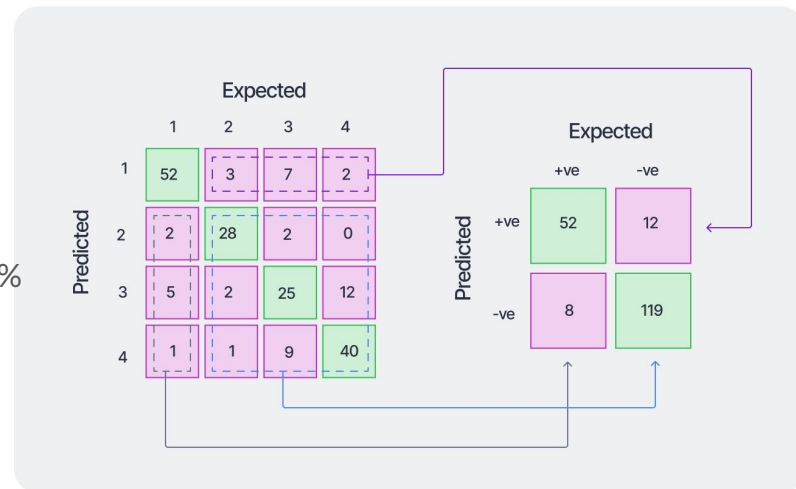 Expected
1 2 3 4
Predicted
1 52 3 7 2
2 2 28 2 0
3 5 2 25 12
4 1 1 9 40
%
Expected
+ve -ve
Predicted
+ve 52 12
-ve 8 119